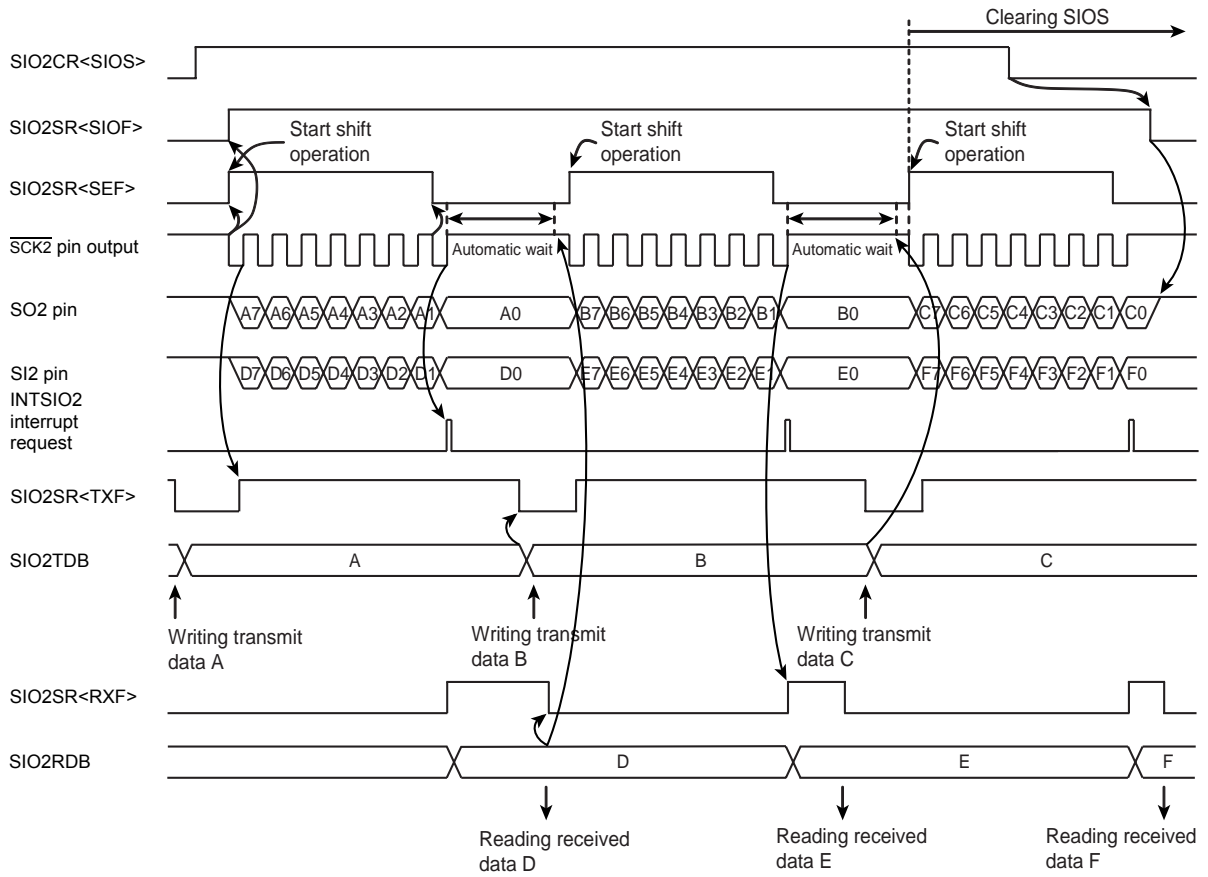 Clearing SIOS
SIO2CR<SIOS>
SIO2SR<SIOF>
Start shift
operation
Start shift
operation
Start shift
operation
SIO2SR<SEF>
SCK2 pin output
Automatic wait
Automatic wait
SO2 pin
A7 A6 A5 A4 A3 A2 A1 A0 B7 B6 B5 B4 B3 B2 B1 B0 C7 C6 C5 C4 C3 C2 C1 C0
SI2 pin
D7 D6 D5 D4 D3 D2 D1 D0 E7 E6 E5 E4 E3 E2 E1 E0 F7 F6 F5 F4 F3 F2 F1 F0
INTSIO2
interrupt
request
SIO2SR<TXF>
SIO2TDB
A B C
Writing transmit
data A
Writing transmit
data B
Writing transmit
data C
SIO2SR<RXF>
SIO2RDB
D E F
Reading received
data D
Reading received
data E
Reading received
data F